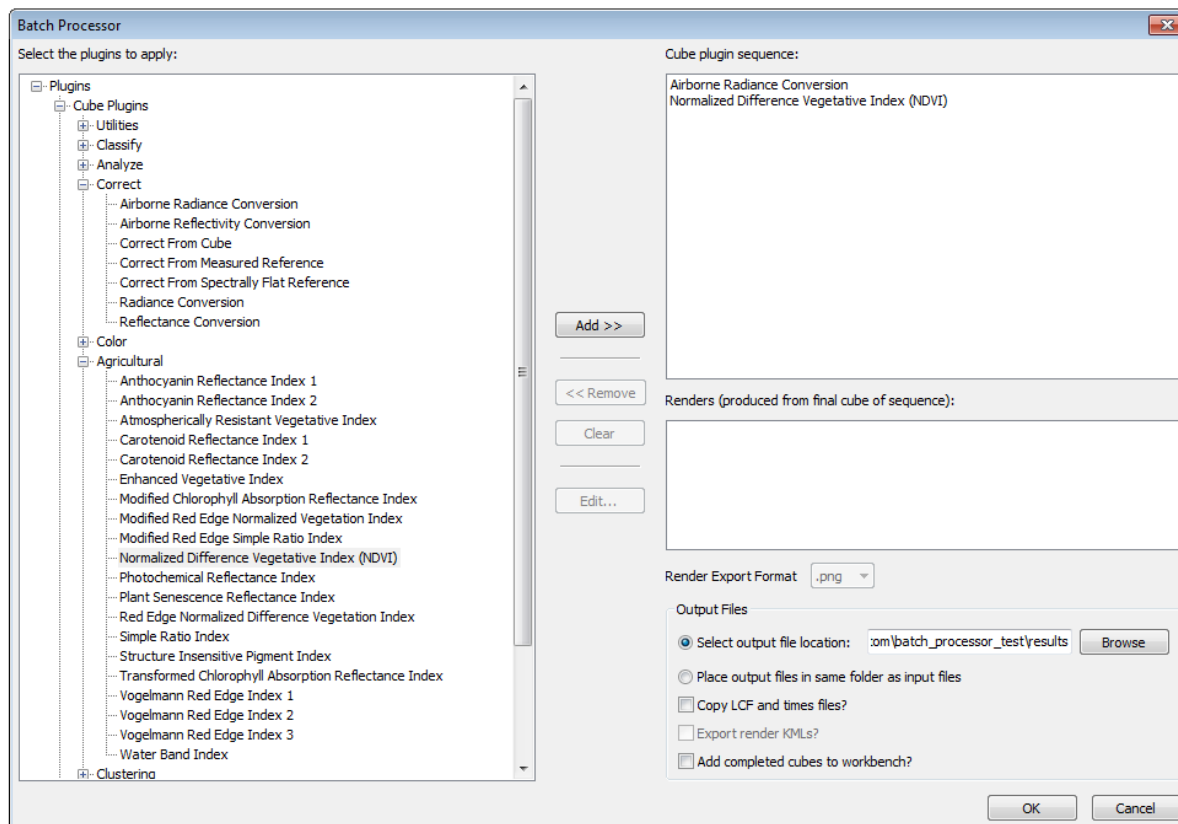 Batch Processor
Select the plugins to apply:
Plugins
Cube Plugins
Utilities
Classify
Analyze
Correct
Airborne Radiance Conversion
Airborne Reflectivity Conversion
Correct From Cube
Correct From Measured Reference
Correct From Spectrally Flat Reference
Radiance Conversion
Reflectance Conversion
Color
Agricultural
Anthocyanin Reflectance Index 1
Anthocyanin Reflectance Index 2
Atmospherically Resistant Vegetative Index
Carotenoid Reflectance Index 1
Carotenoid Reflectance Index 2
Enhanced Vegetative Index
Modified Chlorophyll Absorption Reflectance Index
Modified Red Edge Normalized Vegetation Index
Modified Red Edge Simple Ratio Index
Normalized Difference Vegetative Index (NDVI)
Photochemical Reflectance Index
Plant Senescence Reflectance Index
Red Edge Normalized Difference Vegetation Index
Simple Ratio Index
Structure Insensitive Pigment Index
Transformed Chlorophyll Absorption Reflectance Index
Vogelmann Red Edge Index 1
Vogelmann Red Edge Index 2
Vogelmann Red Edge Index 3
Water Band Index
Clustering
Add >>
<< Remove
Clear
Edit...
Cube plugin sequence:
Airborne Radiance Conversion
Normalized Difference Vegetative Index (NDVI)
Renders (produced from final cube of sequence):
Render Export Format .png
Output Files
Select output file location: :om\batch_processor_test\results Browse
Place output files in same folder as input files
Copy LCF and times files?
Export render KMLs?
Add completed cubes to workbench?
OK Cancel